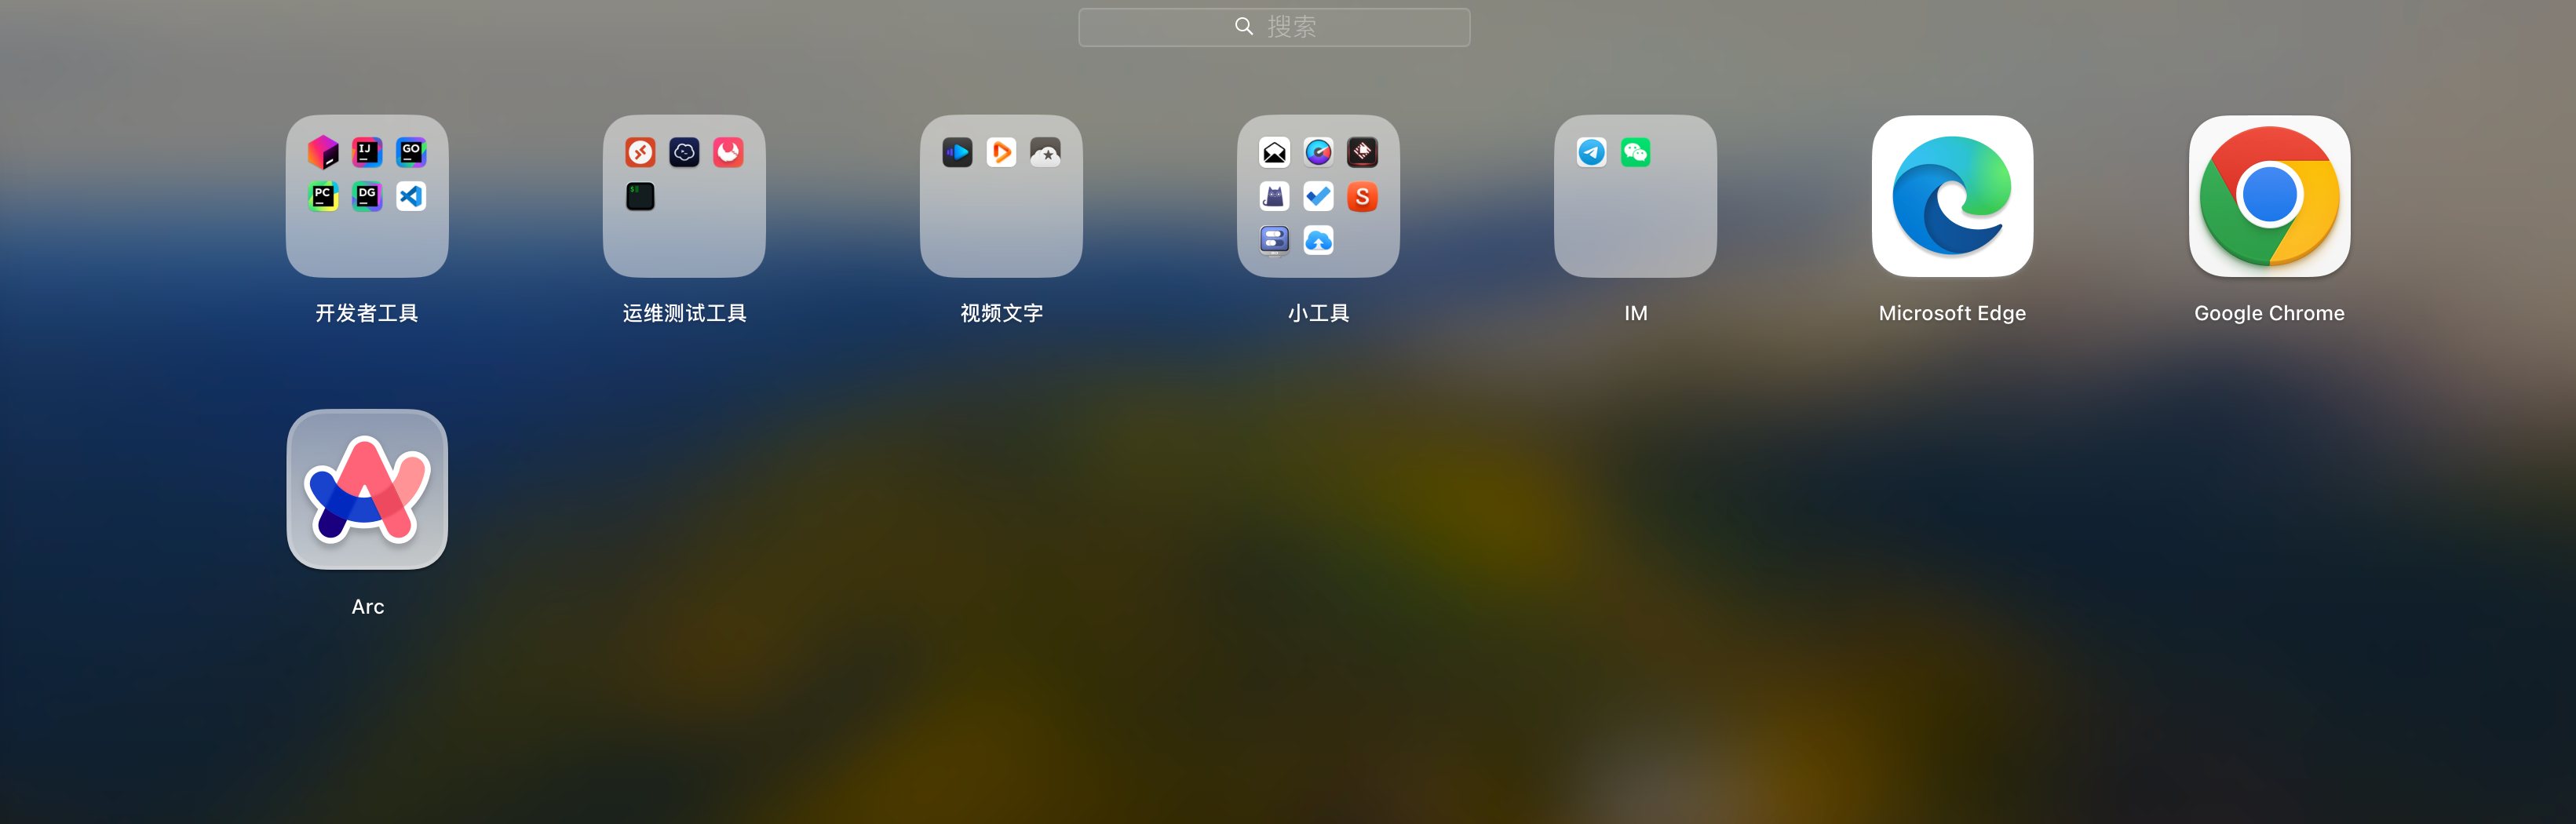 搜索
IJ
GO
PC
DG
$
S
开发者工具
运维测试工具
视频文字
小工具
IM
Microsoft Edge
Google Chrome
Arc